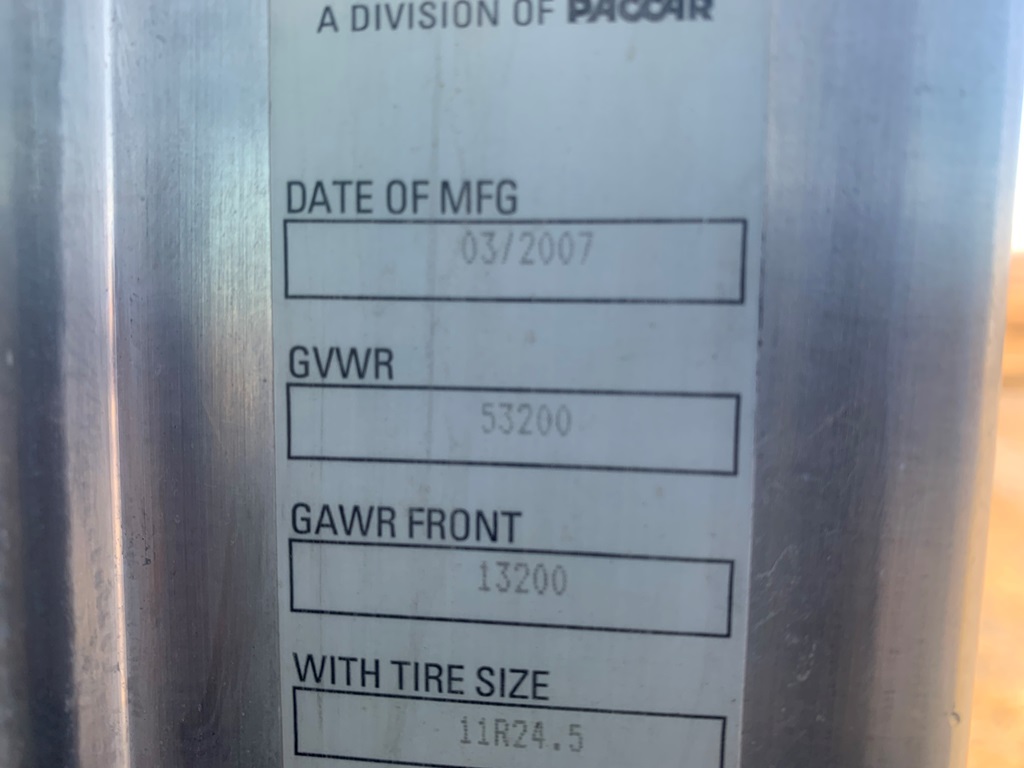 A DIVISION OF PACCAR
DATE OF MFG
03/2007
GVWR
53200
GAWR FRONT
13200
WITH TIRE SIZE
11R24.5